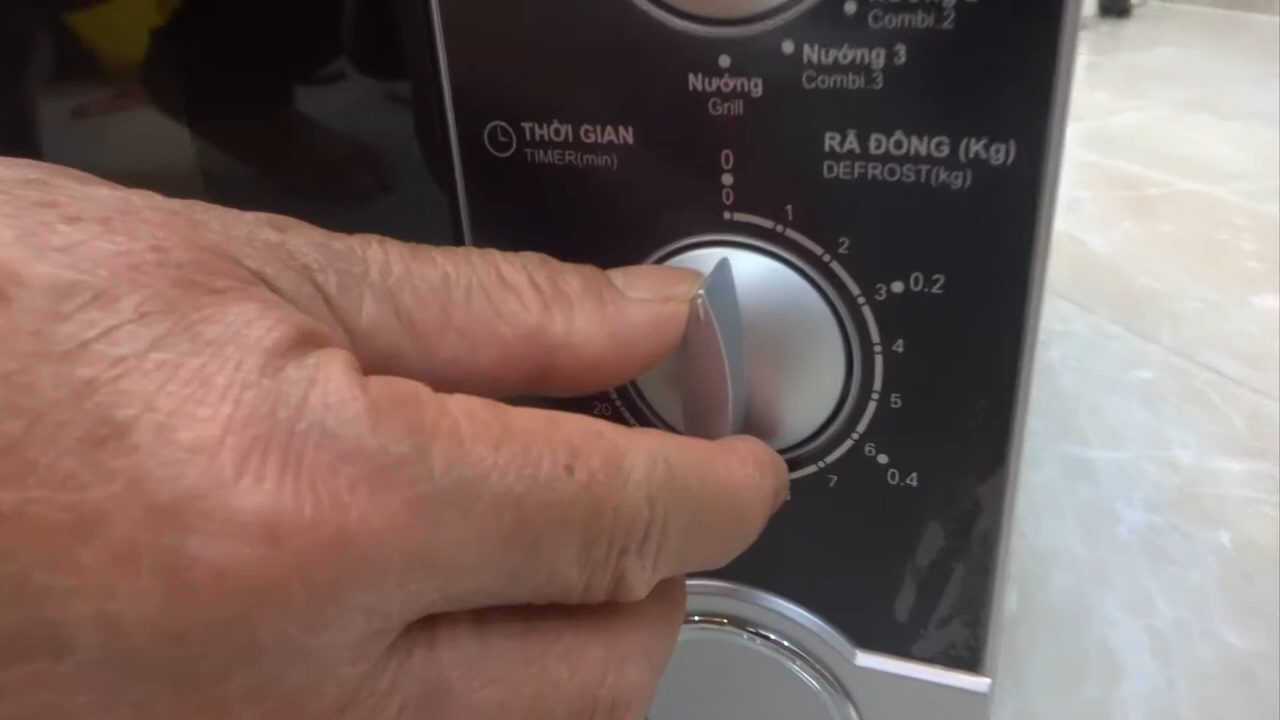 Combi.2
Nướng 3
Combi.3
Nướng
Grill
THỜI GIAN
TIMER(min)
RÃ ĐÔNG (Kg)
DEFROST(kg)
0
0
1
2
3
0.2
4
5
6
0.4
7
20